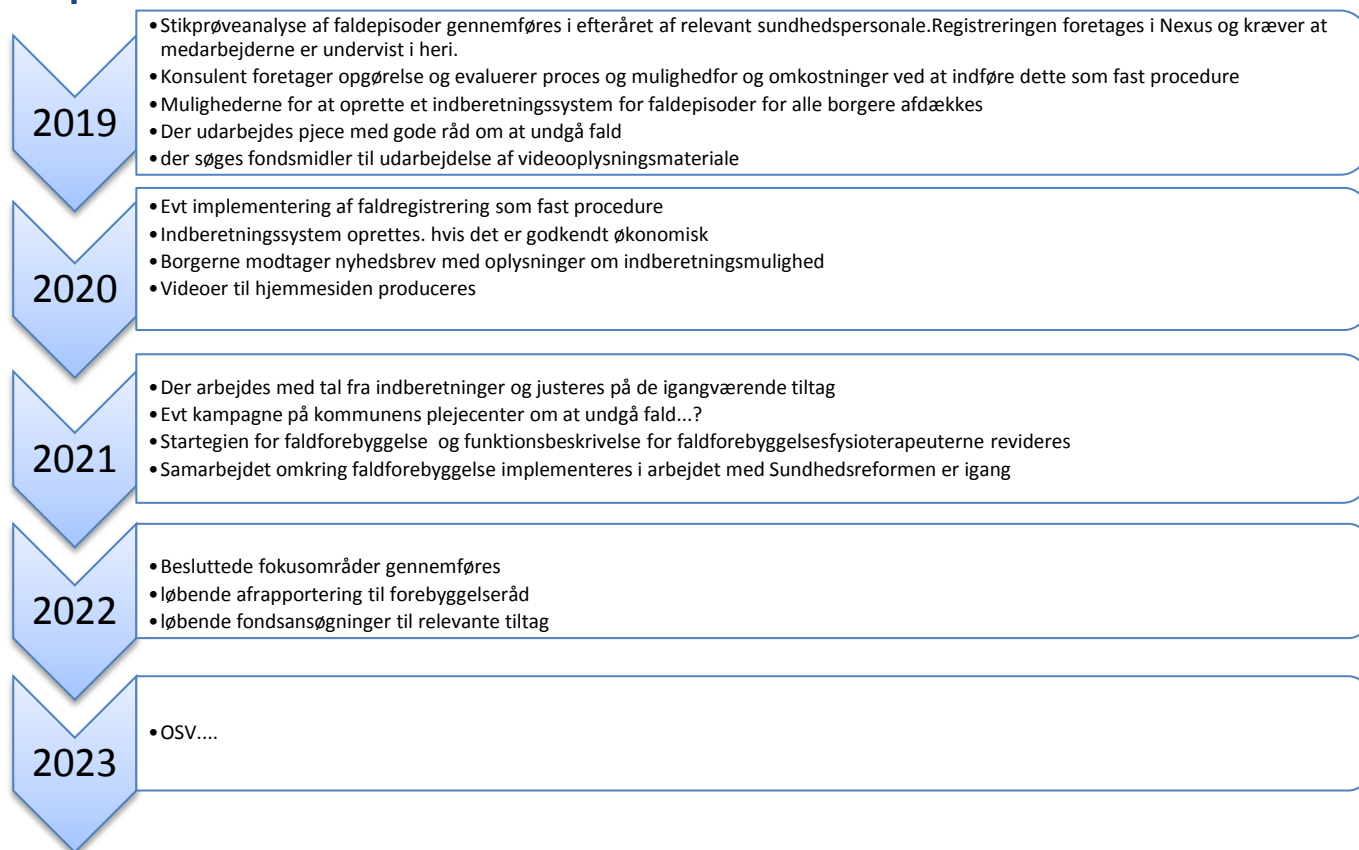 2019
•Stikprøveanalyse af faldepisoder gennemføres i efteråret af relevant sundhedspersonale.Registreringen foretages i Nexus og kræver at
medarbejderne er undervist i heri.
•Konsulent foretager opgørelse og evaluerer proces og mulighedfor og omkostninger ved at indføre dette som fast procedure
•Mulighederne for at oprette et indberetningssystem for faldepisoder for alle borgere afdækkes
•Der udarbejdes pjece med gode råd om at undgå fald
•der søges fondsmidler til udarbejdelse af videooplysningsmateriale
2020
•Evt implementering af faldregistrering som fast procedure
•Indberetningssystem oprettes. hvis det er godkendt økonomisk
•Borgerne modtager nyhedsbrev med oplysninger om indberetningsmulighed
•Videoer til hjemmesiden produceres
2021
•Der arbejdes med tal fra indberetninger og justeres på de igangværende tiltag
•Evt kampagne på kommunens plejecenter om at undgå fald...?
•Startegien for faldforebyggelse og funktionsbeskrivelse for faldforebyggelsesfysioterapeuterne revideres
•Samarbejdet omkring faldforebyggelse implementeres i arbejdet med Sundhedsreformen er igang
2022
•Besluttede fokusområder gennemføres
•løbende afrapportering til forebyggelseråd
•løbende fondsansøgninger til relevante tiltag
2023
•OSV....